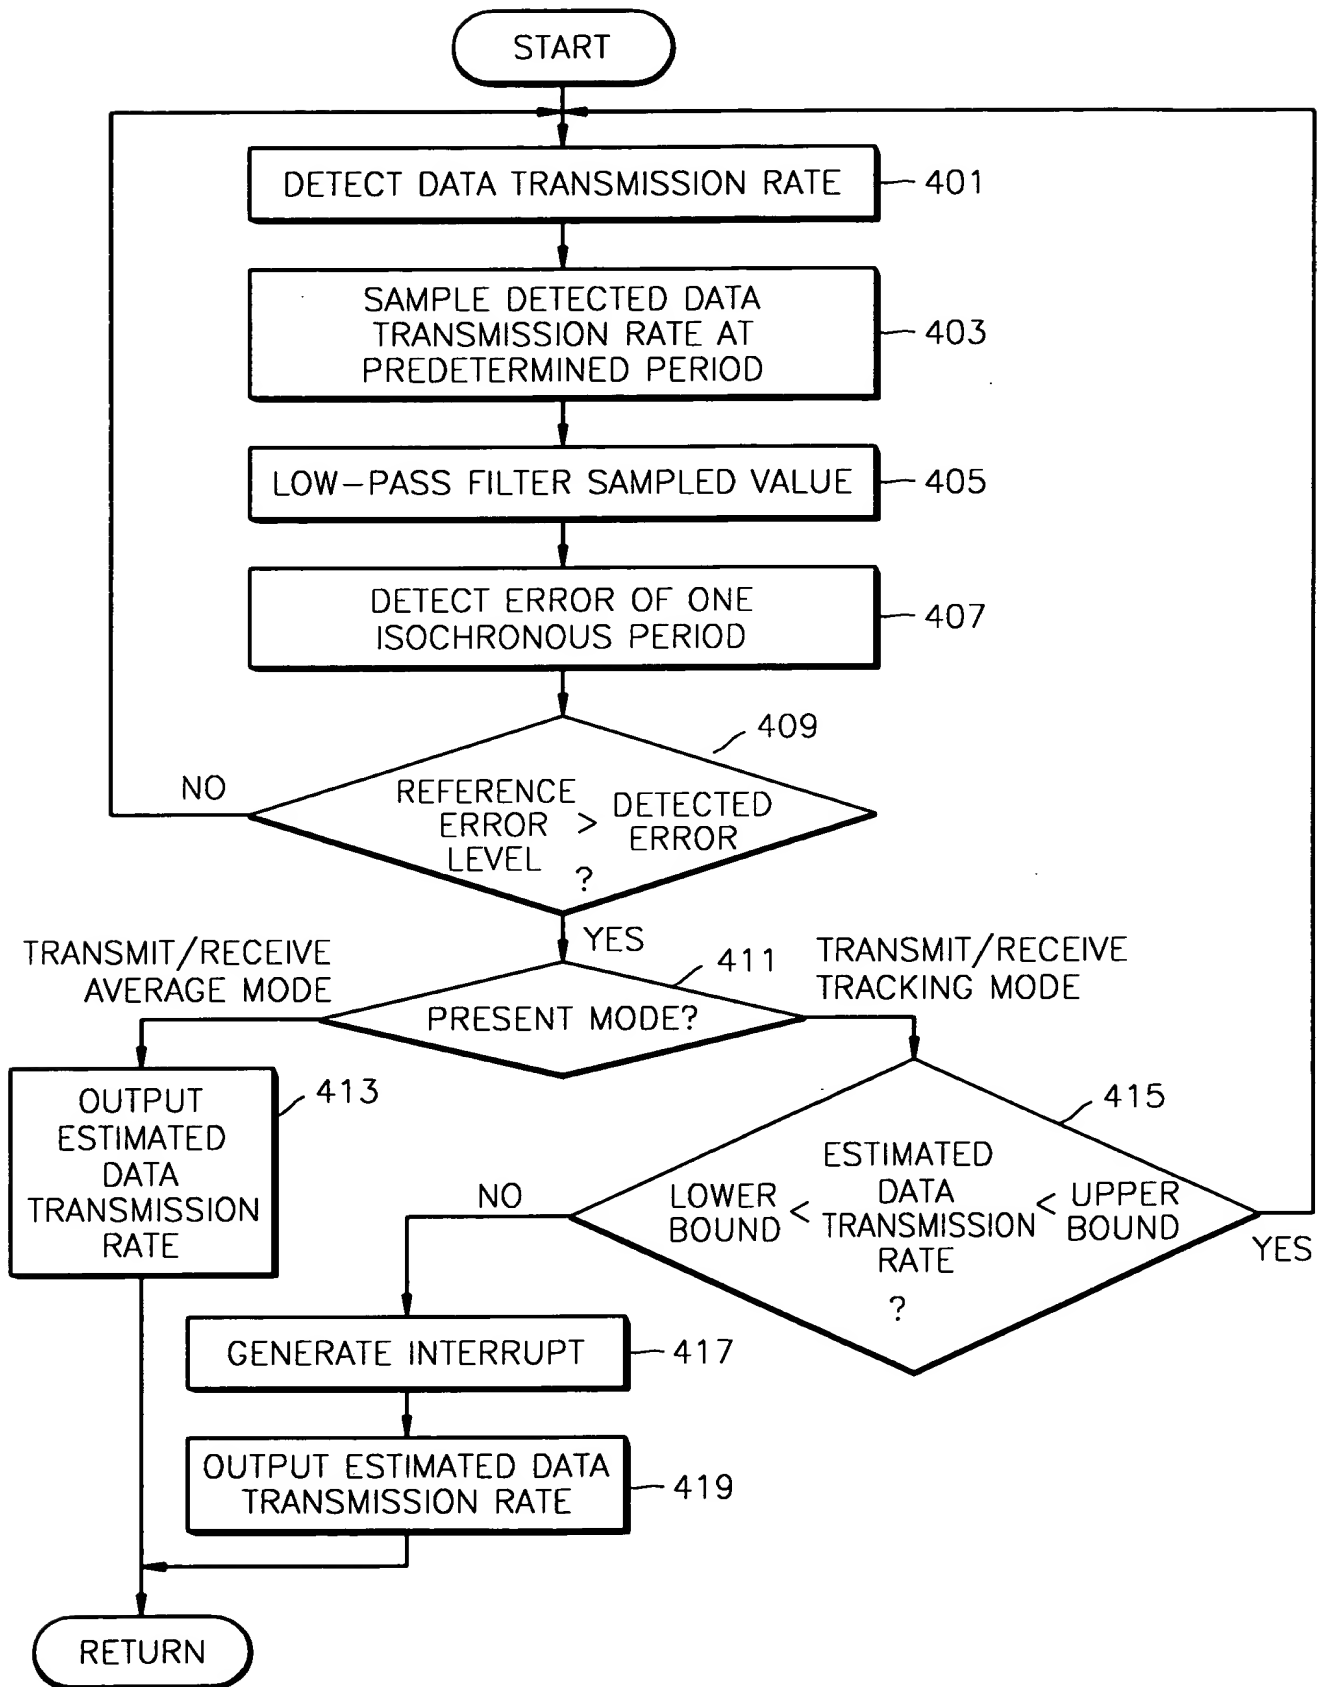 START
DETECT DATA TRANSMISSION RATE
401
SAMPLE DETECTED DATA
TRANSMISSION RATE AT
PREDETERMINED PERIOD
403
LOW-PASS FILTER SAMPLED VALUE
405
DETECT ERROR OF ONE
ISOCHRONOUS PERIOD
407
409
NO
REFERENCE
ERROR
LEVEL
>
DETECTED
ERROR
?
YES
TRANSMIT/RECEIVE
AVERAGE MODE
411
PRESENT MODE?
TRANSMIT/RECEIVE
TRACKING MODE
OUTPUT
ESTIMATED
DATA
TRANSMISSION
RATE
413
415
NO
LOWER
BOUND
<
ESTIMATED
DATA
TRANSMISSION
RATE
<
UPPER
BOUND
?
YES
GENERATE INTERRUPT
417
OUTPUT ESTIMATED DATA
TRANSMISSION RATE
419
RETURN